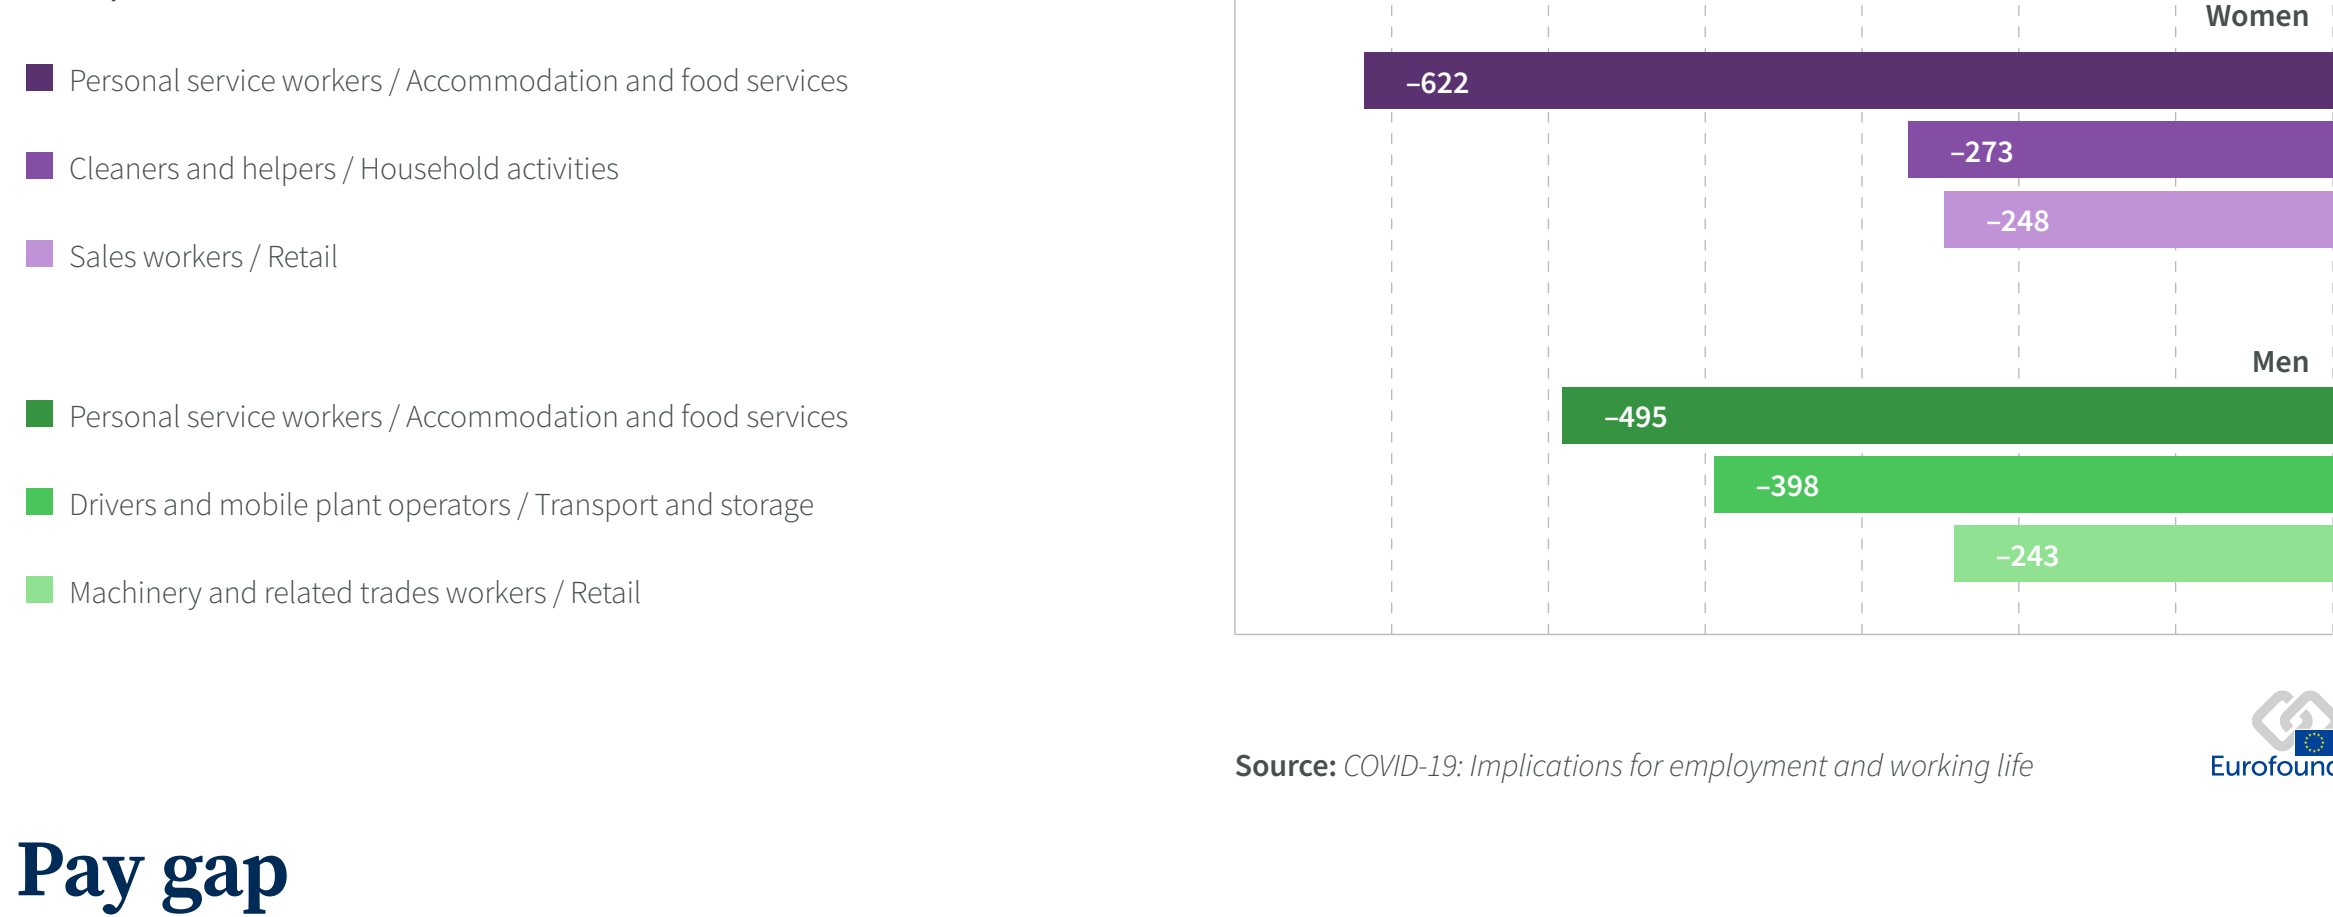 Women
Personal service workers / Accommodation and food services
–622
Cleaners and helpers / Household activities
–273
Sales workers / Retail
–248
Men
Personal service workers / Accommodation and food services
–495
Drivers and mobile plant operators / Transport and storage
–398
Machinery and related trades workers / Retail
–243
Source: COVID-19: Implications for employment and working life
Eurofound
Pay gap